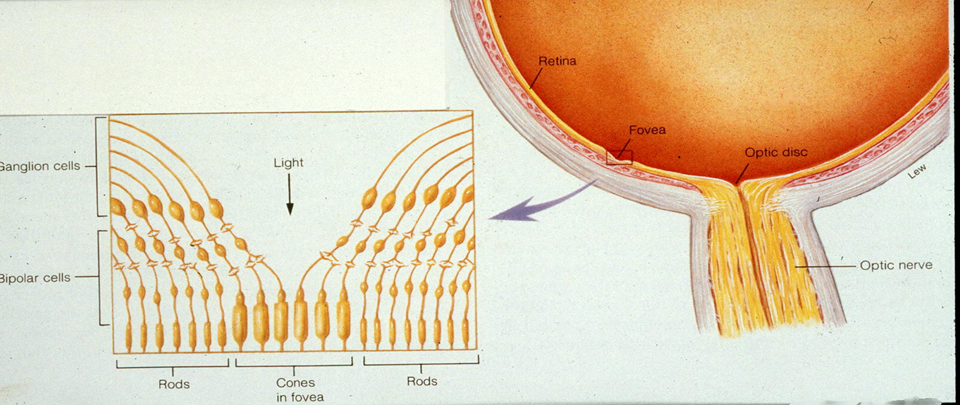 Ganglion cells
Bipolar cells
Light
Rods
Cones
in fovea
Rods
Retina
Fovea
Optic disc
Lew
Optic nerve